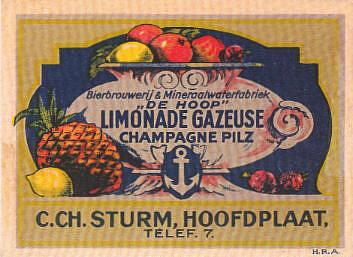 Bierbrouwerij & Mineraalwaterfabriek
„DE HOOP"
LIMONADE GAZEUSE
CHAMPAGNE PILZ
C.CH. STURM, HOOFDPLAAT,
TELEF. 7.
H.R.A.